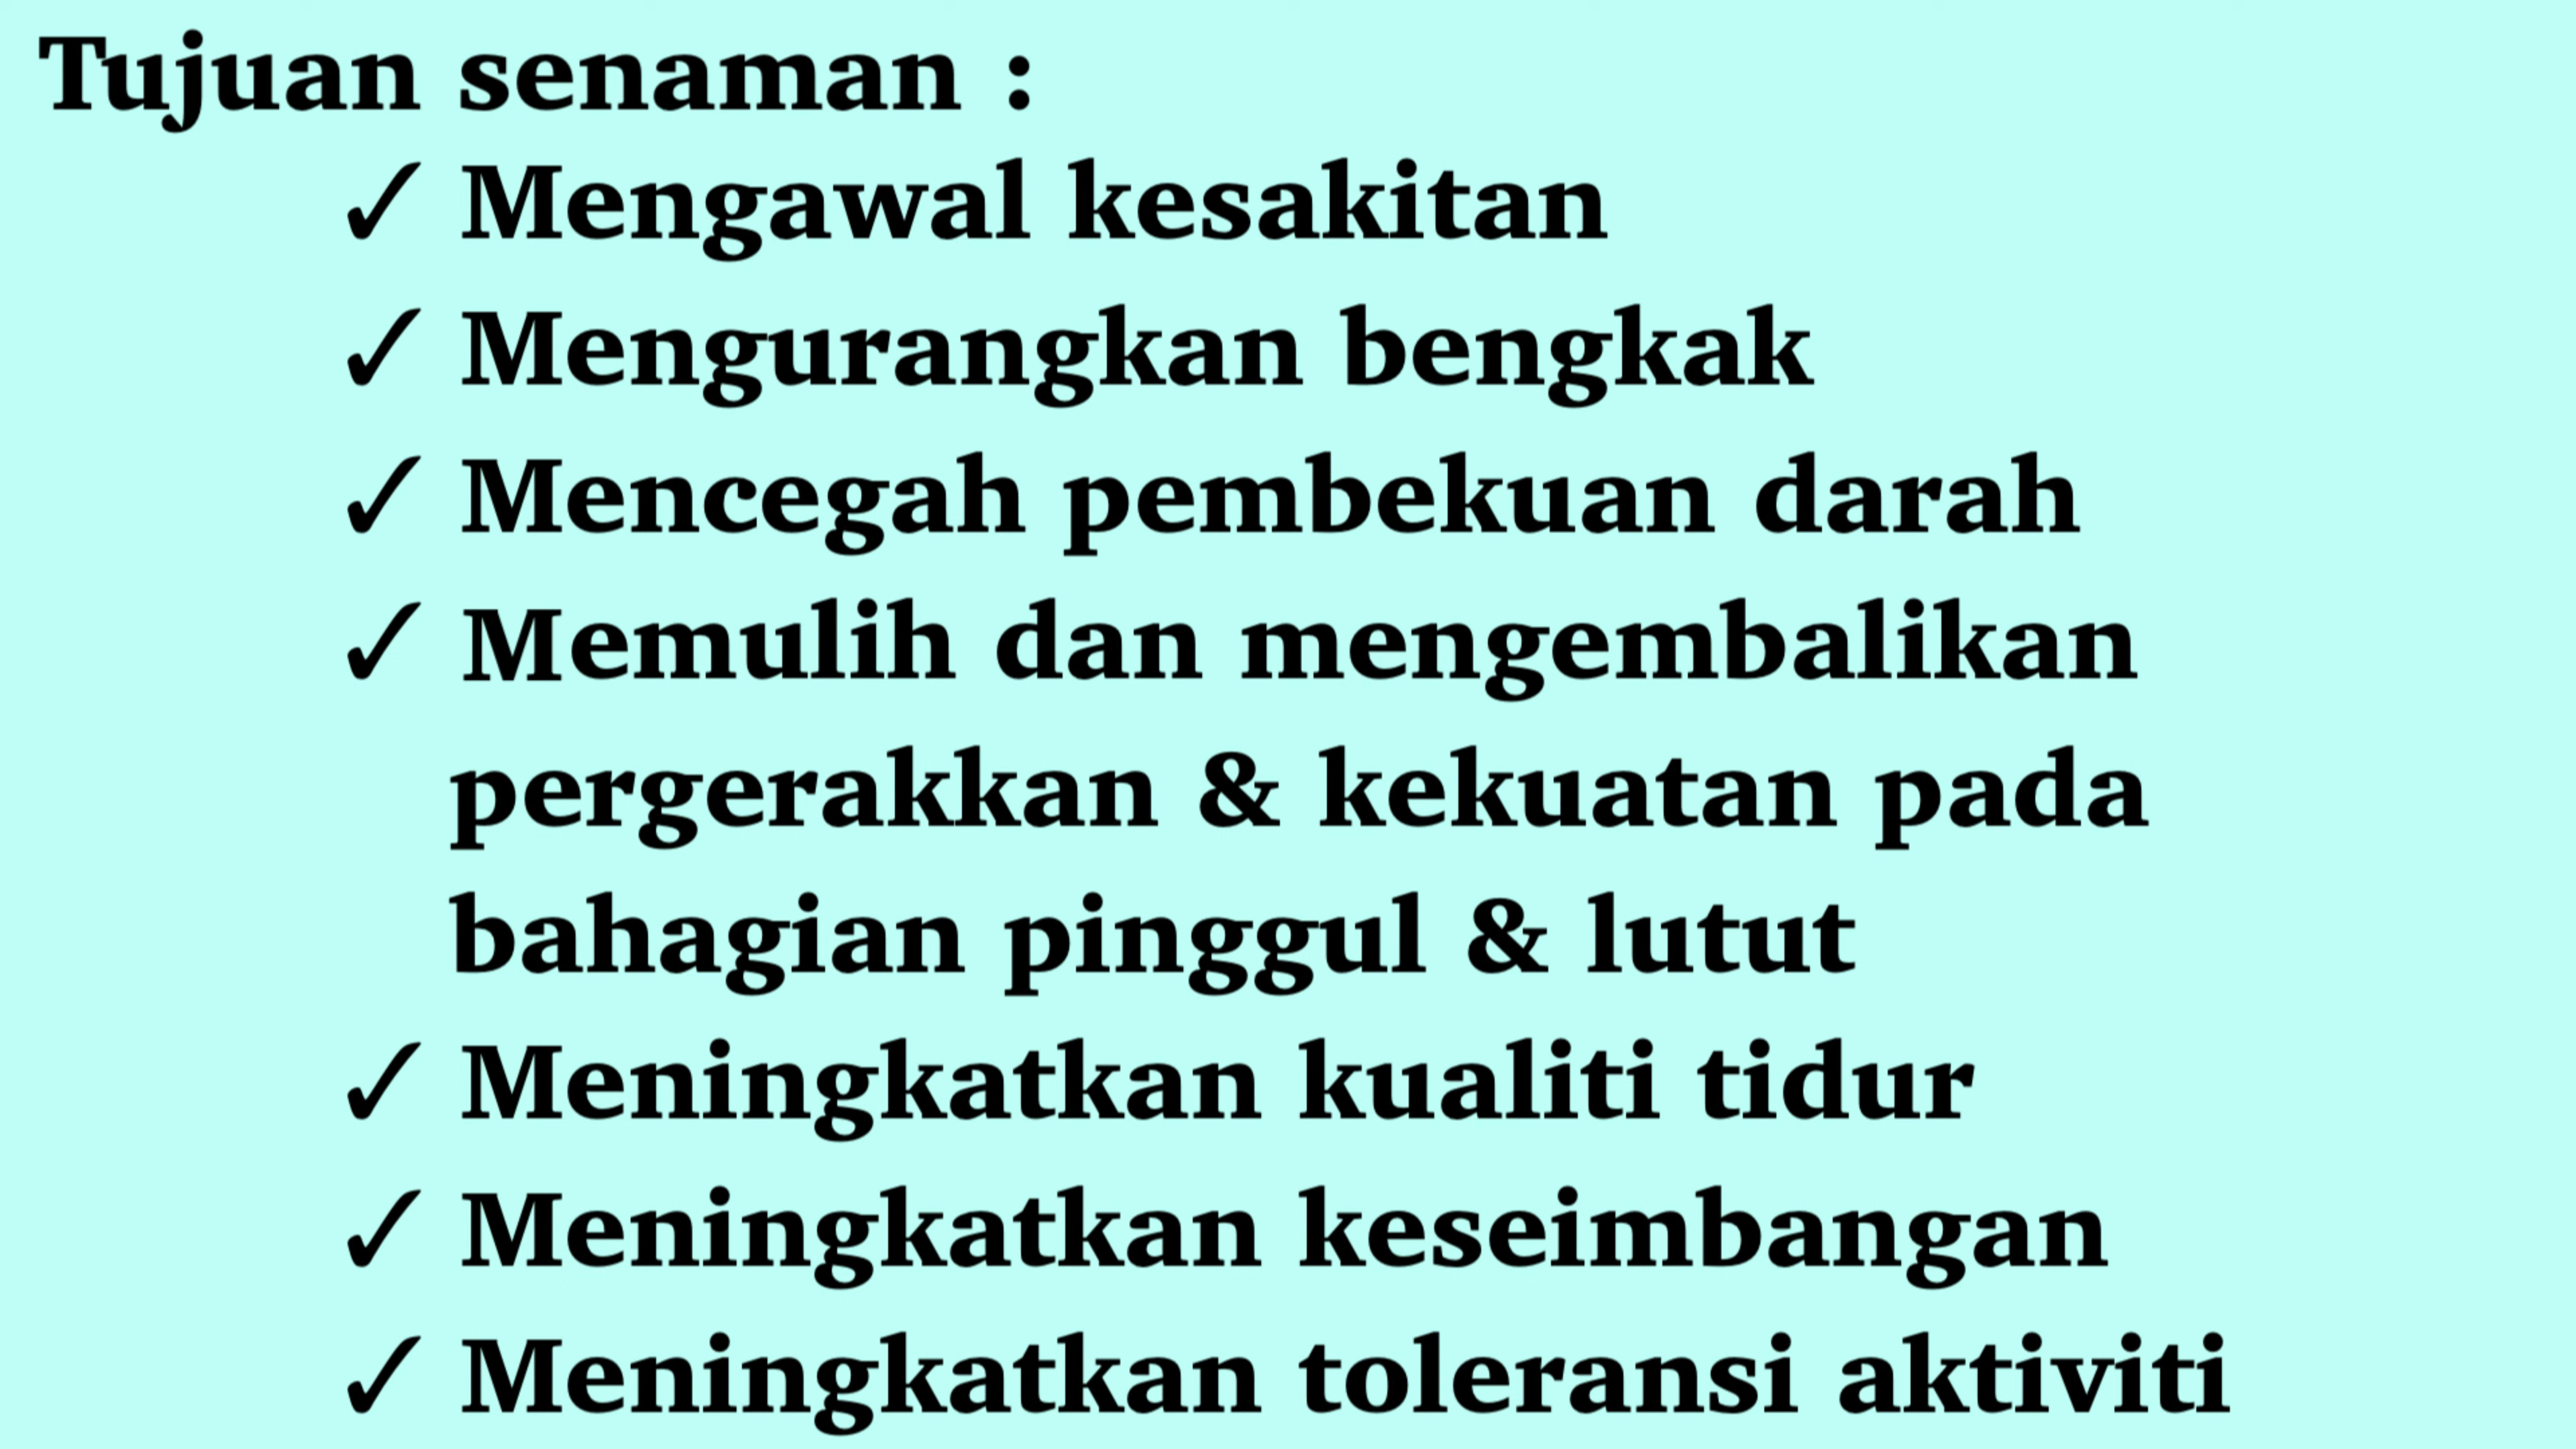 Tujuan senaman :
✓ Mengawal kesakitan
✓ Mengurangkan bengkak
✓ Mencegah pembekuan darah
✓ Memulih dan mengembalikan
pergerakkan & kekuatan pada
bahagian pinggul & lutut
✓ Meningkatkan kualiti tidur
✓ Meningkatkan keseimbangan
✓ Meningkatkan toleransi aktiviti